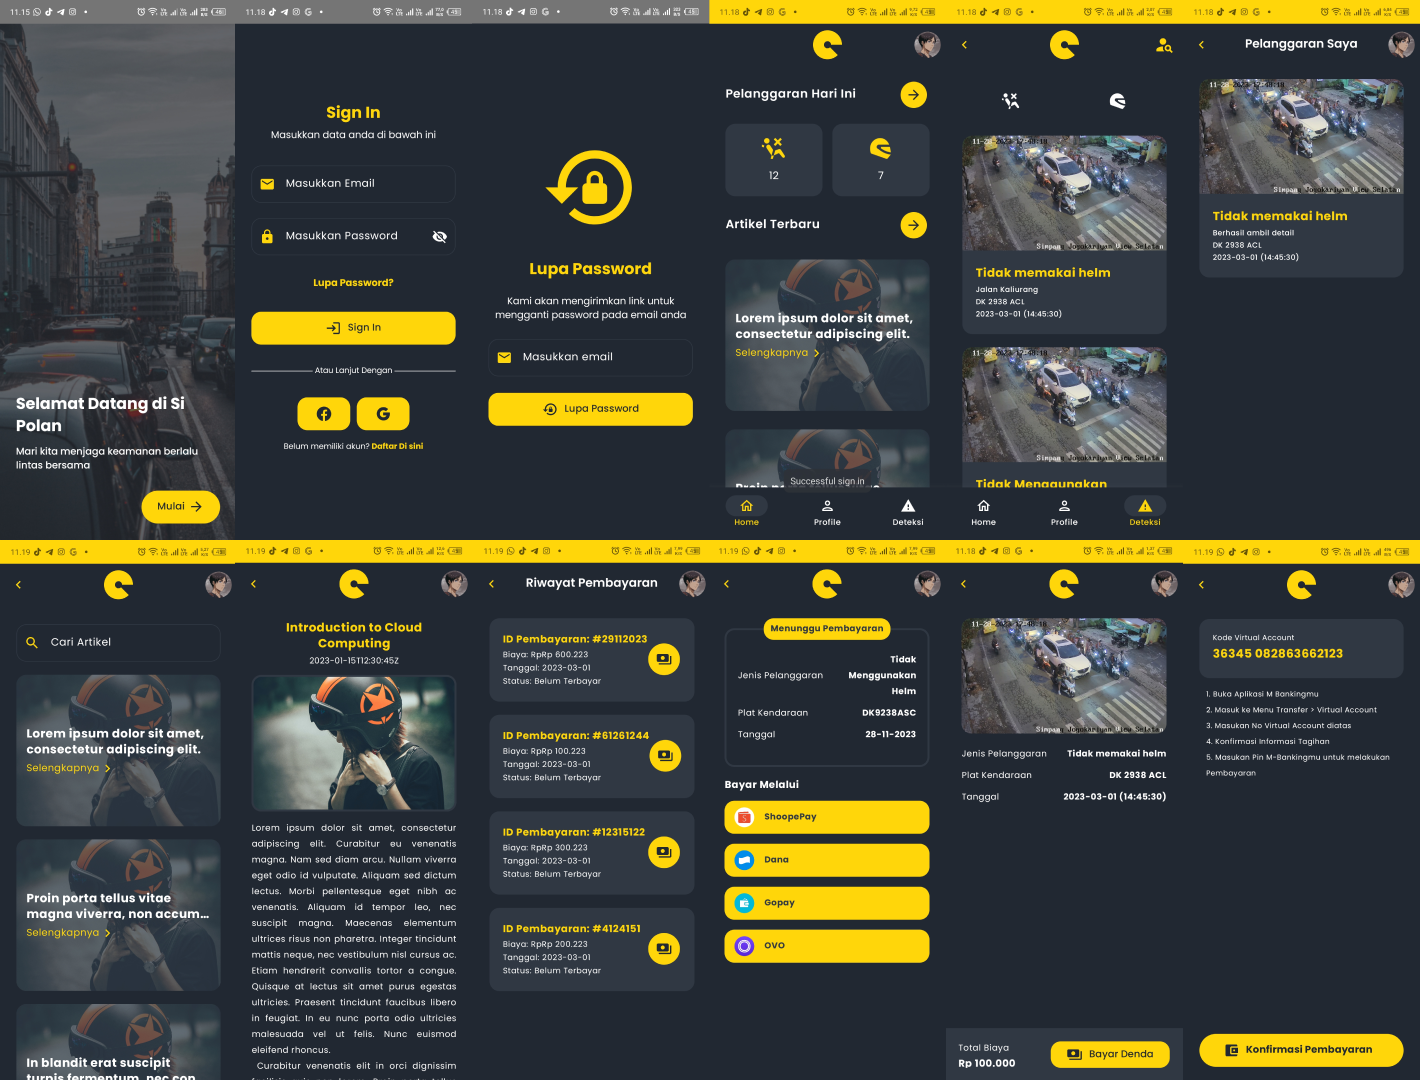 11.15
Selamat Datang di Si
Polan
Mari kita menjaga keamanan berlalu
lintas bersama
Mulai
11.18
Sign In
Masukkan data anda di bawah ini
Masukkan Email
Masukkan Password
Lupa Password?
Sign In
Atau Lanjut Dengan
Belum memiliki akun? Daftar Di sini
11.18
Lupa Password
Kami akan mengirimkan link untuk
mengganti password pada email anda
Masukkan email
Lupa Password
11.18
Pelanggaran Hari Ini
12
7
Artikel Terbaru
Lorem ipsum dolor sit amet,
consectetur adipiscing elit.
Selengkapnya
Successful sign in
Home
Profile
Deteksi
11.18
Simpang Jogokariyan View Selatan
Tidak memakai helm
Jalan Kaliurang
DK 2938 ACL
2023-03-01 (14:45:30)
Simpang Jogokariyan View Selatan
Tidak Menggunakan
Home
Profile
Deteksi
11.18
Pelanggaran Saya
Simpang Jogokariyan View Selatan
Tidak memakai helm
Berhasil ambil detail
DK 2938 ACL
2023-03-01 (14:45:30)
11.19
Cari Artikel
Lorem ipsum dolor sit amet,
consectetur adipiscing elit.
Selengkapnya
Proin porta tellus vitae
magna viverra, non accum...
Selengkapnya
In blandit erat suscipit
turpis fermentum, nec con
11.19
Introduction to Cloud
Computing
2023-01-15T12:30:45Z
Lorem ipsum dolor sit amet, consectetur
adipiscing elit. Curabitur eu venenatis
magna. Nam sed diam arcu. Nullam viverra
eget odio id vulputate. Aliquam sed dictum
lectus. Morbi pellentesque eget nibh ac
venenatis. Aliquam id tempor leo, nec
suscipit magna. Maecenas elementum
ultrices risus non pharetra. Integer tincidunt
mattis neque, nec vestibulum nisl cursus ac.
Etiam hendrerit convallis tortor a congue.
Quisque at lectus sit amet purus egestas
ultricies. Praesent tincidunt faucibus libero
in feugiat. In eu nunc porta odio ultricies
malesuada vel ut felis. Nunc euismod
eleifend rhoncus.
Curabitur venenatis elit in orci dignissim
11.19
Riwayat Pembayaran
ID Pembayaran: #29112023
Biaya: RpRp 600.223
Tanggal: 2023-03-01
Status: Belum Terbayar
ID Pembayaran: #61261244
Biaya: RpRp 100.223
Tanggal: 2023-03-01
Status: Belum Terbayar
ID Pembayaran: #12315122
Biaya: RpRp 300.223
Tanggal: 2023-03-01
Status: Belum Terbayar
ID Pembayaran: #4124151
Biaya: RpRp 200.223
Tanggal: 2023-03-01
Status: Belum Terbayar
11.19
Menunggu Pembayaran
Jenis Pelanggaran Tidak
Menggunakan
Helm
Plat Kendaraan DK9238ASC
Tanggal 28-11-2023
Bayar Melalui
ShoopePay
Dana
Gopay
OVO
11.18
Jenis Pelanggaran Tidak memakai helm
Plat Kendaraan DK 2938 ACL
Tanggal 2023-03-01 (14:45:30)
Total Biaya
Rp 100.000
Bayar Denda
11.19
Kode Virtual Account
36345 082863662123
1. Buka Aplikasi M Bankingmu
2. Masuk ke Menu Transfer > Virtual Account
3. Masukan No Virtual Account diatas
4. Konfirmasi Informasi Tagihan
5. Masukan Pin M-Bankingmu untuk melakukan
Pembayaran
Konfirmasi Pembayaran